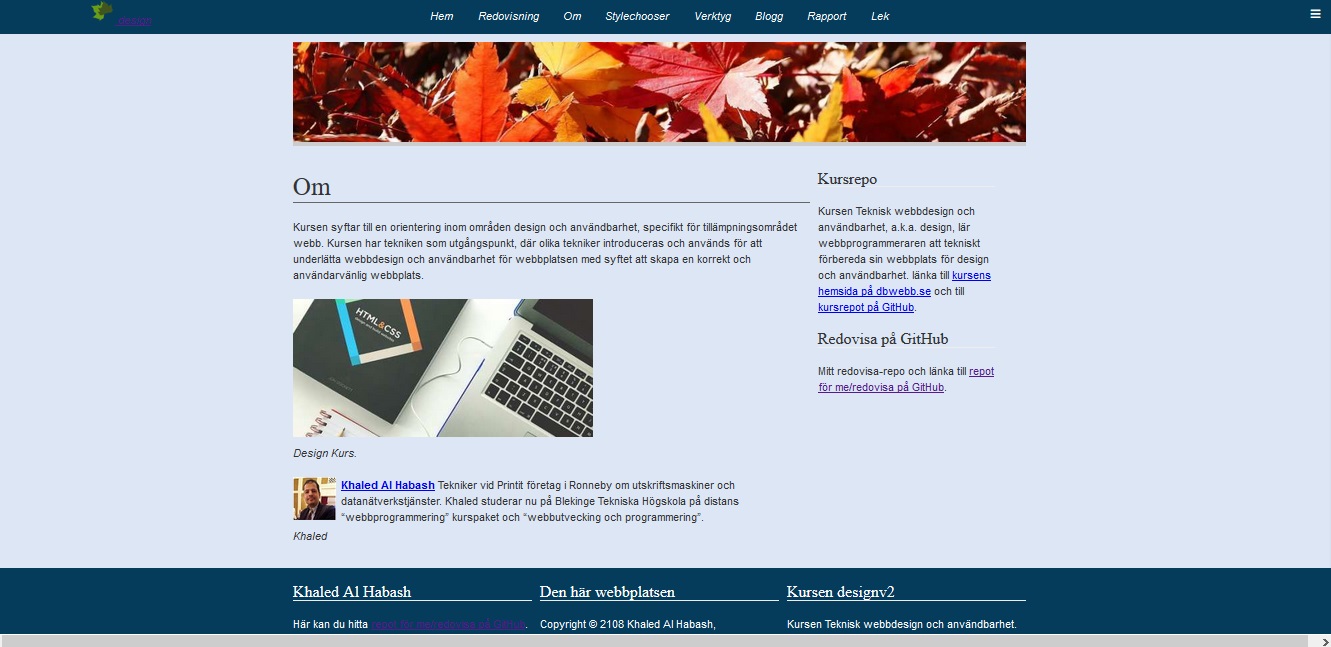 design
Hem Redovisning Om Stylechooser Verktyg Blogg Rapport Lek
Om
Kursen syftar till en orientering inom områden design och användbarhet, specifikt för tillämpningsområdet
webb. Kursen har tekniken som utgångspunkt, där olika tekniker introduceras och används för att
underlätta webbdesign och användbarhet för webbplatsen med syftet att skapa en korrekt och
användarvänlig webbplats.
HTML&CSS
Design Kurs.
Khaled Al Habash Tekniker vid Printit företag i Ronneby om utskriftsmaskiner och
datanätverkstjänster. Khaled studerar nu på Blekinge Tekniska Högskola på distans
“webbprogrammering” kurspaket och “webbutvecking och programmering”.
Khaled
Kursrepo
Kursen Teknisk webbdesign och
användbarhet, a.k.a. design, lär
webbprogrammeraren att tekniskt
förbereda sin webbplats för design
och användbarhet. länka till kursens
hemsida på dbwebb.se och till
kursrepot på GitHub.
Redovisa på GitHub
Mitt redovisa-repo och länka till repot
för me/redovisa på GitHub.
Khaled Al Habash
Här kan du hitta repot för me/redovisa på GitHub.
Den här webbplatsen
Copyright © 2108 Khaled Al Habash,
Kursen designv2
Kursen Teknisk webbdesign och användbarhet.